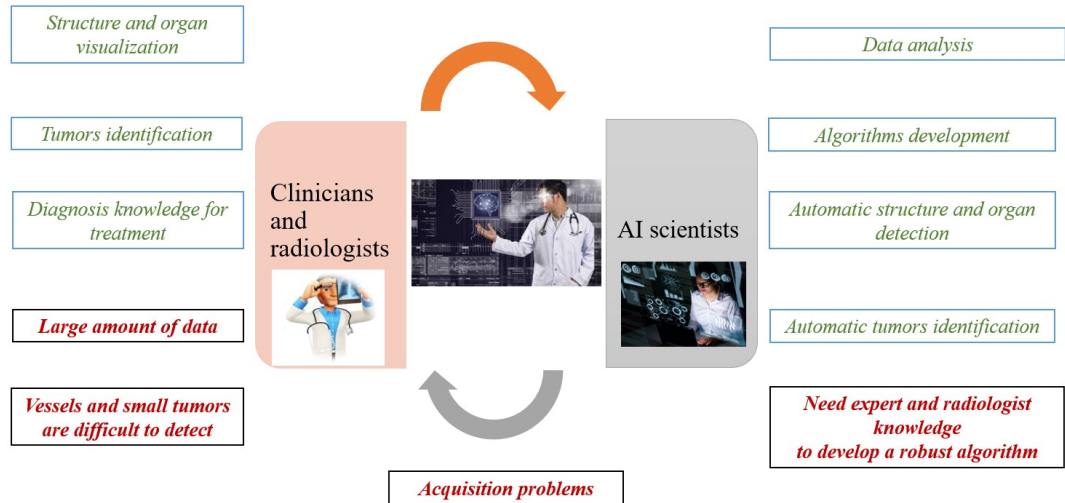 Structure and organ
visualization
Tumors identification
Diagnosis knowledge for
treatment
Large amount of data
Vessels and small tumors
are difficult to detect
Clinicians
and
radiologists
AI scientists
Data analysis
Algorithms development
Automatic structure and organ
detection
Automatic tumors identification
Need expert and radiologist
knowledge
to develop a robust algorithm
Acquisition problems